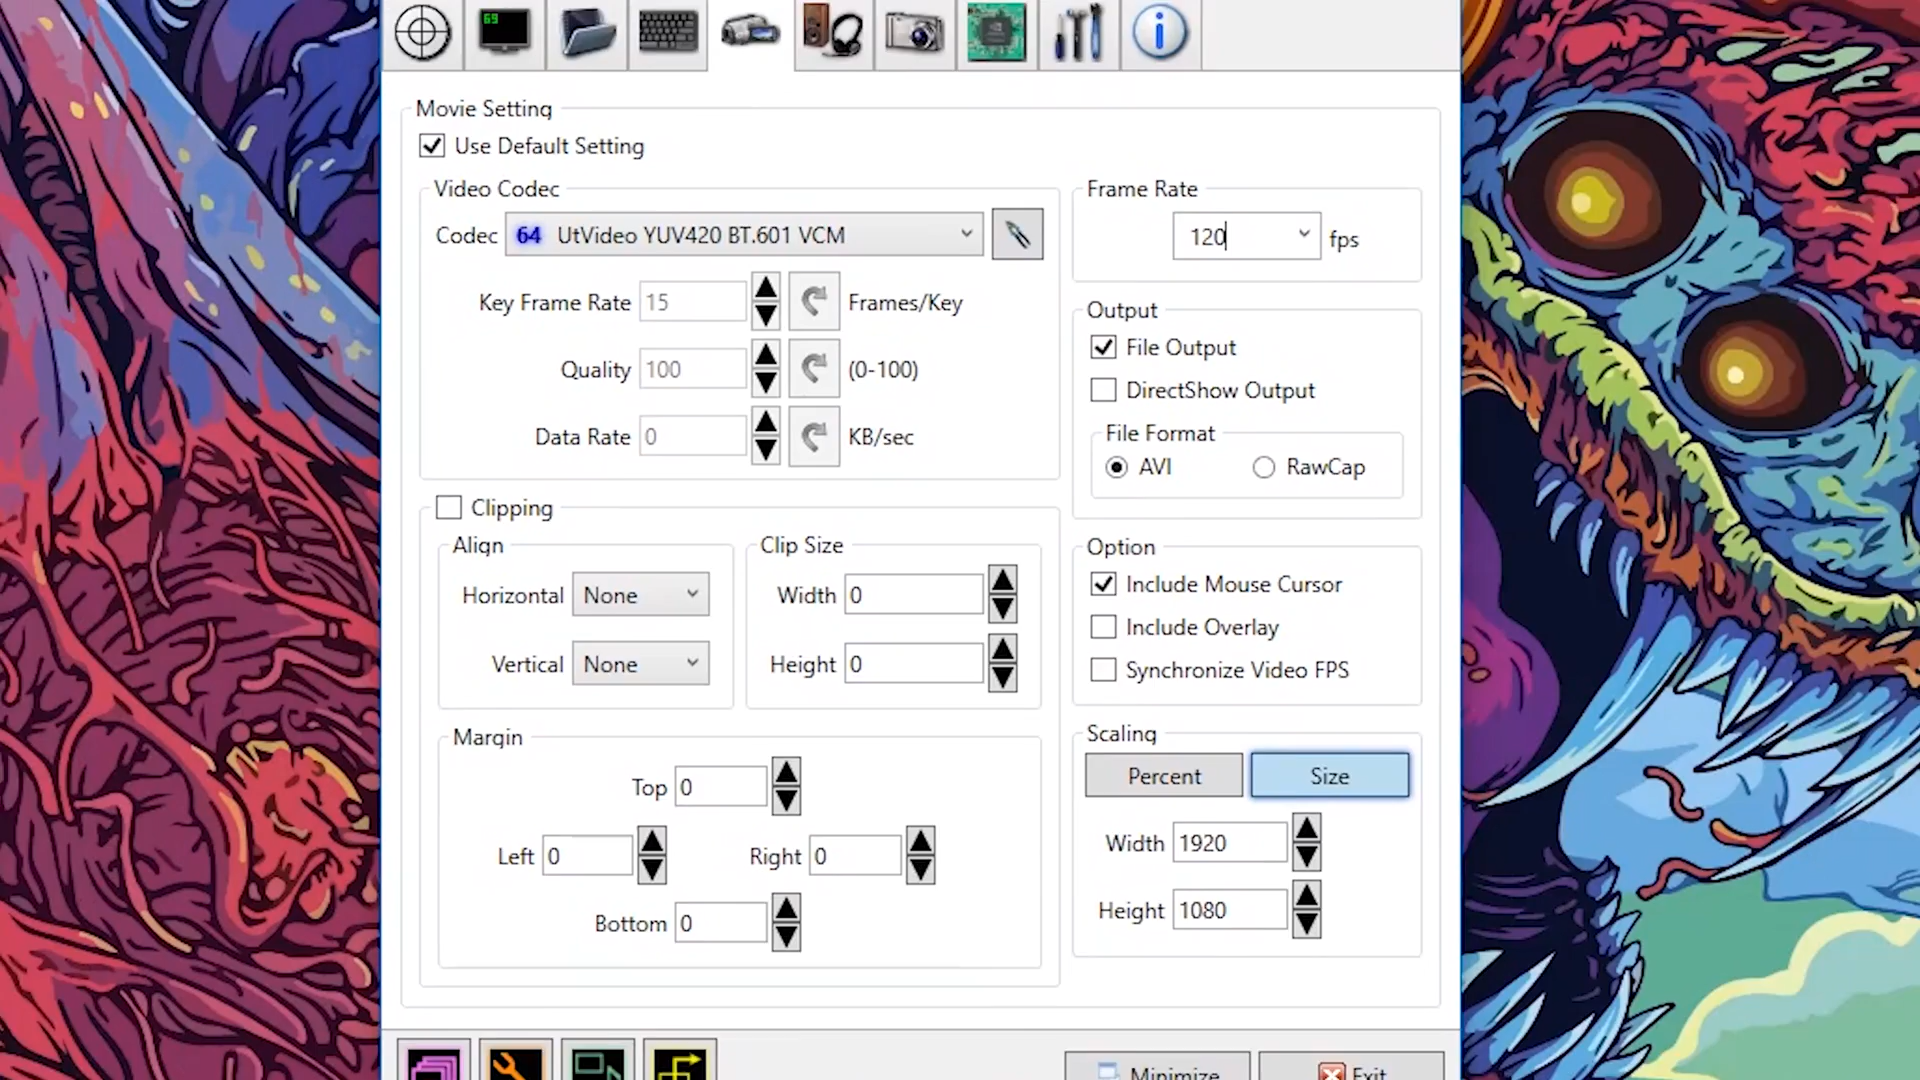 69
Movie Setting
Use Default Setting
Video Codec
Codec 64 UtVideo YUV420 BT.601 VCM
Key Frame Rate 15 Frames/Key
Quality 100 (0-100)
Data Rate 0 KB/sec
Frame Rate
120 fps
Output
File Output
DirectShow Output
File Format
AVI RawCap
Clipping
Align
Horizontal None
Vertical None
Clip Size
Width 0
Height 0
Option
Include Mouse Cursor
Include Overlay
Synchronize Video FPS
Margin
Top 0
Left 0 Right 0
Bottom 0
Scaling
Percent Size
Width 1920
Height 1080
Minimize Exit